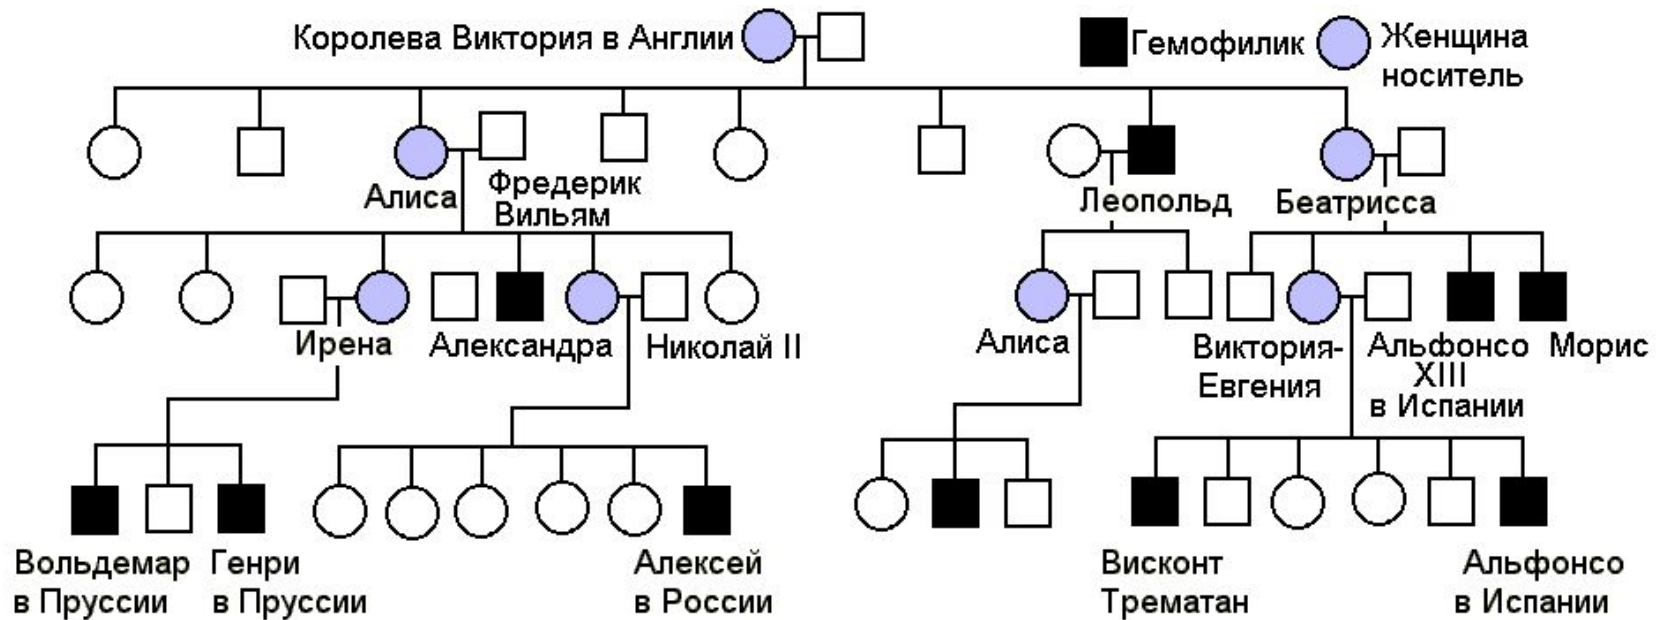 Королева Виктория в Англии
Гемофилик
Женщина
носитель
Алиса
Фредерик
Вильям
Леопольд
Беатрисса
Ирена
Александра
Николай II
Алиса
Виктория-
Евгения
Альфонсо
XIII
в Испании
Морис
Вольдемар
в Пруссии
Генри
в Пруссии
Алексей
в России
Висконт
Трематан
Альфонсо
в Испании